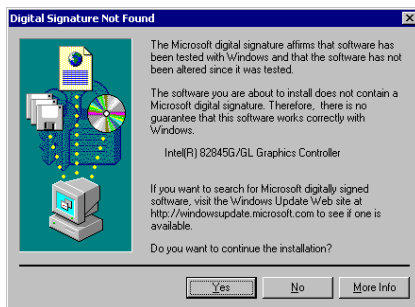 Digital Signature Not Found
The Microsoft digital signature affirms that software has
been tested with Windows and that the software has not
been altered since it was tested.
The software you are about to install does not contain a
Microsoft digital signature. Therefore, there is no
guarantee that this software works correctly with
Windows.
Intel(R) 82845G/GL Graphics Controller
If you want to search for Microsoft digitally signed
software, visit the Windows Update Web site at
http://windowsupdate.microsoft.com to see if one is
available.
Do you want to continue the installation?
Yes No More Info